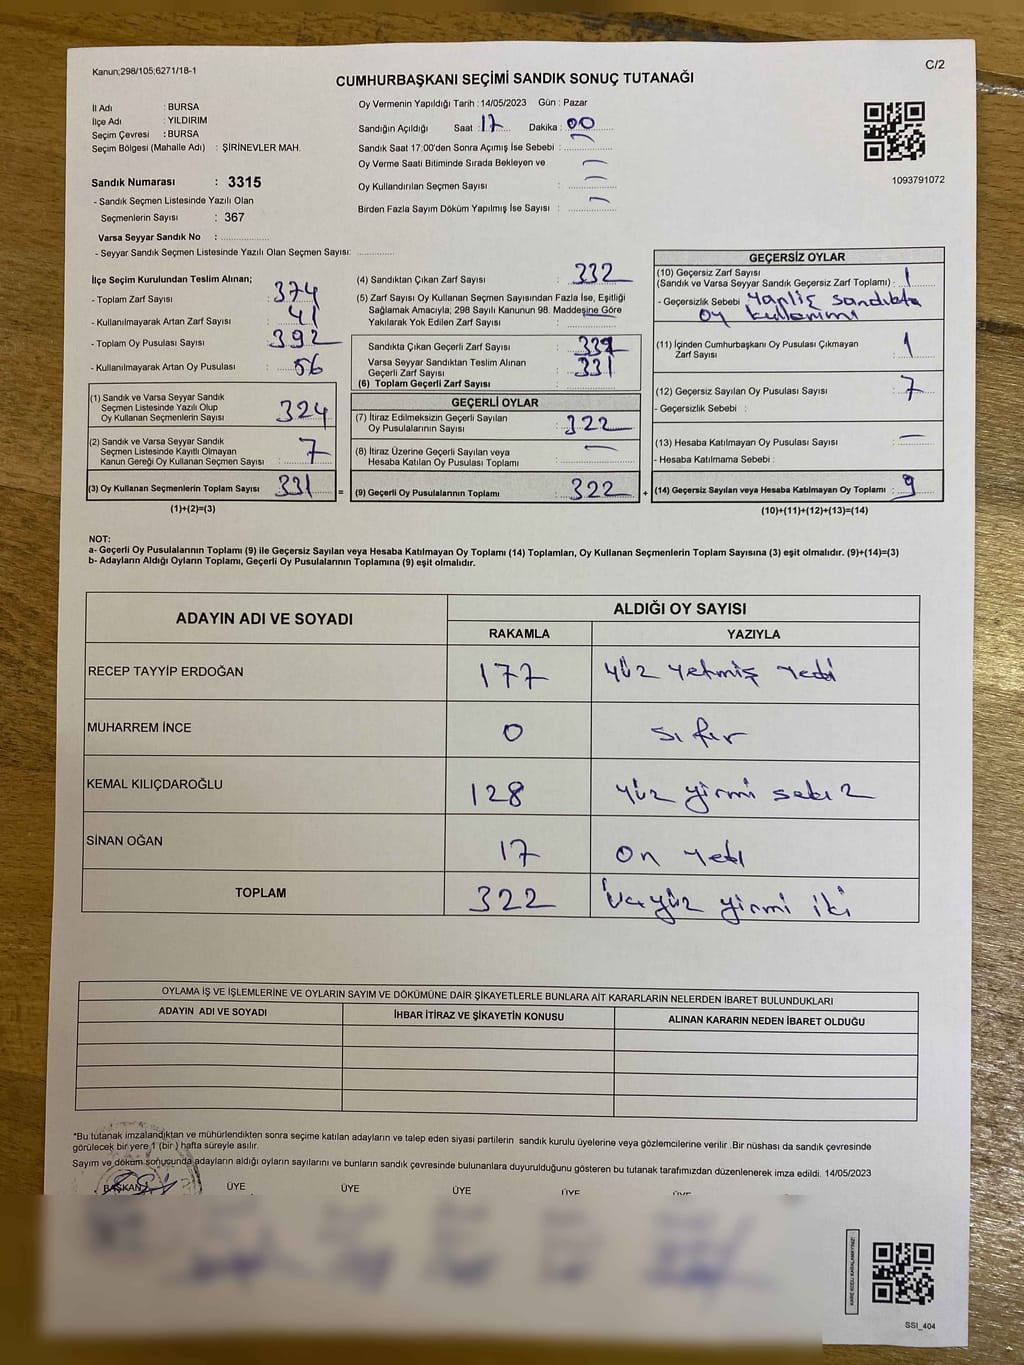 Kanun;298/105;6271/18-1
C/2
CUMHURBAŞKANI SEÇİMİ SANDIK SONUÇ TUTANAĞI
İl Adı : BURSA
İlçe Adı : YILDIRIM
Seçim Çevresi : BURSA
Seçim Bölgesi (Mahalle Adı) : ŞİRİNEVLER MAH.
Sandık Numarası : 3315
- Sandık Seçmen Listesinde Yazılı Olan
Seçmenlerin Sayısı : 367
Varsa Seyyar Sandık No :
- Seyyar Sandık Seçmen Listesinde Yazılı Olan Seçmen Sayısı:
Oy Vermenin Yapıldığı Tarih : 14/05/2023 Gün : Pazar
Sandığın Açıldığı Saat : 17 Dakika : 00
Sandık Saat 17:00'den Sonra Açımış İse Sebebi : —
Oy Verme Saati Bitiminde Sırada Bekleyen ve —
Oy Kullandırılan Seçmen Sayısı : —
Birden Fazla Sayım Döküm Yapılmış İse Sayısı : —
1093791072
İlçe Seçim Kurulundan Teslim Alınan;
- Toplam Zarf Sayısı : 374
- Kullanılmayarak Artan Zarf Sayısı : 41
- Toplam Oy Pusulası Sayısı : 392
- Kullanılmayarak Artan Oy Pusulası : 56
(1) Sandık ve Varsa Seyyar Sandık
Seçmen Listesinde Yazılı Olup
Oy Kullanan Seçmenlerin Sayısı : 324
(2) Sandık ve Varsa Seyyar Sandık
Seçmen Listesinde Kayıtlı Olmayan
Kanun Gereği Oy Kullanan Seçmen Sayısı : 7
(3) Oy Kullanan Seçmenlerin Toplam Sayısı 331 =
(1)+(2)=(3)
(4) Sandıktan Çıkan Zarf Sayısı : 332
(5) Zarf Sayısı Oy Kullanan Seçmen Sayısından Fazla İse, Eşitliği
Sağlamak Amacıyla; 298 Sayılı Kanunun 98. Maddesine Göre
Yakılarak Yok Edilen Zarf Sayısı : —
Sandıkta Çıkan Geçerli Zarf Sayısı :
Varsa Seyyar Sandıktan Teslim Alınan
Geçerli Zarf Sayısı : 331
(6) Toplam Geçerli Zarf Sayısı :
GEÇERLİ OYLAR
(7) İtiraz Edilmeksizin Geçerli Sayılan
Oy Pusulalarının Sayısı : 322
(8) İtiraz Üzerine Geçerli Sayılan veya
Hesaba Katılan Oy Pusulası Toplamı : —
(9) Geçerli Oy Pusulalarının Toplamı : 322 +
GEÇERSİZ OYLAR
(10) Geçersiz Zarf Sayısı
(Sandık ve Varsa Seyyar Sandık Geçersiz Zarf Toplamı) : 1
- Geçersizlik Sebebi : Yanlış sandıkta
oy kullanımı
(11) İçinden Cumhurbaşkanı Oy Pusulası Çıkmayan
Zarf Sayısı : 1
(12) Geçersiz Sayılan Oy Pusulası Sayısı : 7
- Geçersizlik Sebebi :
(13) Hesaba Katılmayan Oy Pusulası Sayısı : —
- Hesaba Katılmama Sebebi :
(14) Geçersiz Sayılan veya Hesaba Katılmayan Oy Toplamı : 9
(10)+(11)+(12)+(13)=(14)
NOT:
a- Geçerli Oy Pusulalarının Toplamı (9) ile Geçersiz Sayılan veya Hesaba Katılmayan Oy Toplamı (14) Toplamları, Oy Kullanan Seçmenlerin Toplam Sayısına (3) eşit olmalıdır. (9)+(14)=(3)
b- Adayların Aldığı Oyların Toplamı, Geçerli Oy Pusulalarının Toplamına (9) eşit olmalıdır.
ADAYIN ADI VE SOYADI
ALDIĞI OY SAYISI
RAKAMLA YAZIYLA
RECEP TAYYİP ERDOĞAN 177 yüz yetmiş yedi
MUHARREM İNCE 0 sıfır
KEMAL KILIÇDAROĞLU 128 yüz yirmi sekiz
SİNAN OĞAN 17 on yedi
TOPLAM 322 üçyüz yirmi iki
OYLAMA İŞ VE İŞLEMLERİNE VE OYLARIN SAYIM VE DÖKÜMÜNE DAİR ŞİKAYETLERLE BUNLARA AİT KARARLARIN NELERDEN İBARET BULUNDUKLARI
ADAYIN ADI VE SOYADI İHBAR İTİRAZ VE ŞİKAYETİN KONUSU ALINAN KARARIN NEDEN İBARET OLDUĞU
*Bu tutanak imzalandıktan ve mühürlendikten sonra seçime katılan adayların ve talep eden siyasi partilerin sandık kurulu üyelerine veya gözlemcilerine verilir .Bir nüshası da sandık çevresinde
görülecek bir yere 1 (bir ) hafta süreyle asılır.
Sayım ve döküm sonucunda adayların aldığı oyların sayılarını ve bunların sandık çevresinde bulunanlara duyurulduğunu gösteren bu tutanak tarafımızdan düzenlenerek imza edildi. 14/05/2023
BAŞKAN ÜYE ÜYE ÜYE ÜYE ÜYE
SSI_404